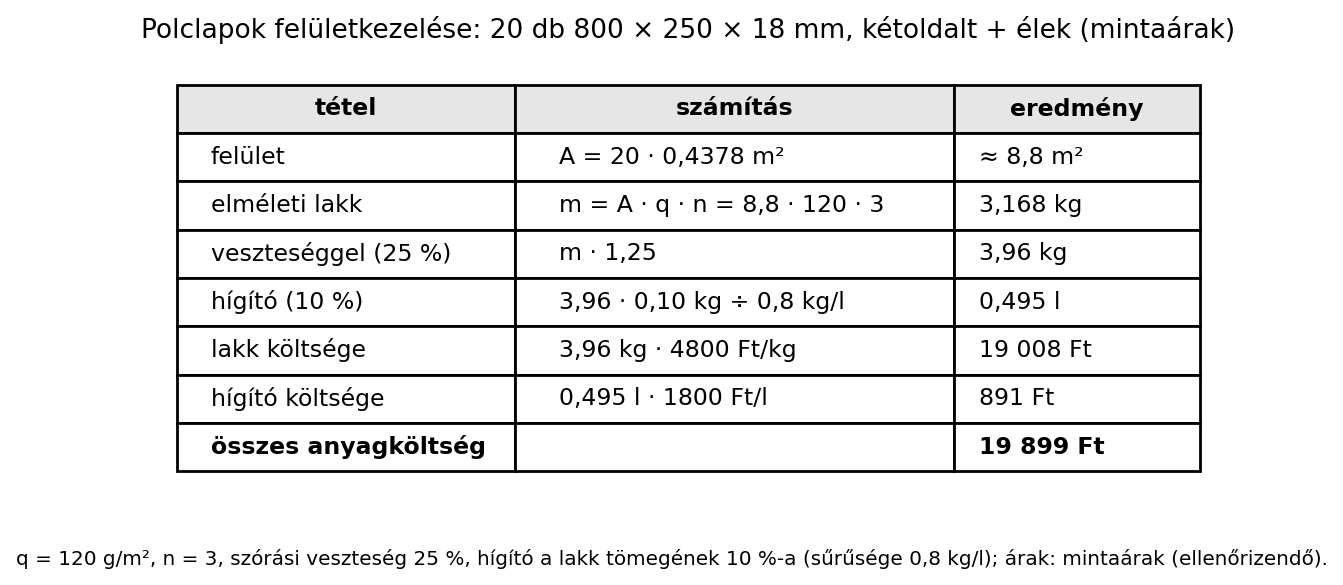 Polclapok felületkezelése: 20 db 800 × 250 × 18 mm, kétoldalt + élek (mintaárak)
tétel számítás eredmény
felület A = 20 · 0,4378 m² ≈ 8,8 m²
elméleti lakk m = A · q · n = 8,8 · 120 · 3 3,168 kg
veszteséggel (25 %) m · 1,25 3,96 kg
hígító (10 %) 3,96 · 0,10 kg ÷ 0,8 kg/l 0,495 l
lakk költsége 3,96 kg · 4800 Ft/kg 19 008 Ft
hígító költsége 0,495 l · 1800 Ft/l 891 Ft
összes anyagköltség 19 899 Ft
q = 120 g/m², n = 3, szórási veszteség 25 %, hígító a lakk tömegének 10 %-a (sűrűsége 0,8 kg/l); árak: mintaárak (ellenőrizendő).